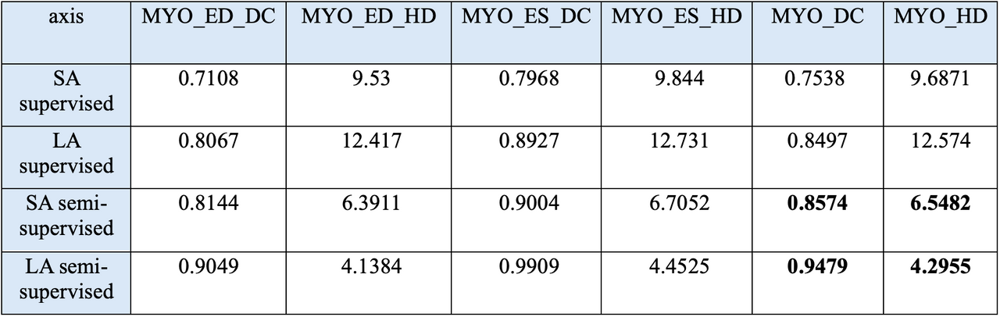 axis MYO_ED_DC MYO_ED_HD MYO_ES_DC MYO_ES_HD MYO_DC MYO_HD
SA 0.7108 9.53 0.7968 9.844 0.7538 9.6871
supervised
LA 0.8067 12.417 0.8927 12.731 0.8497 12.574
supervised
SA semi- 0.8144 6.3911 0.9004 6.7052 0.8574 6.5482
supervised
LA semi- 0.9049 4.1384 0.9909 4.4525 0.9479 4.2955
supervised